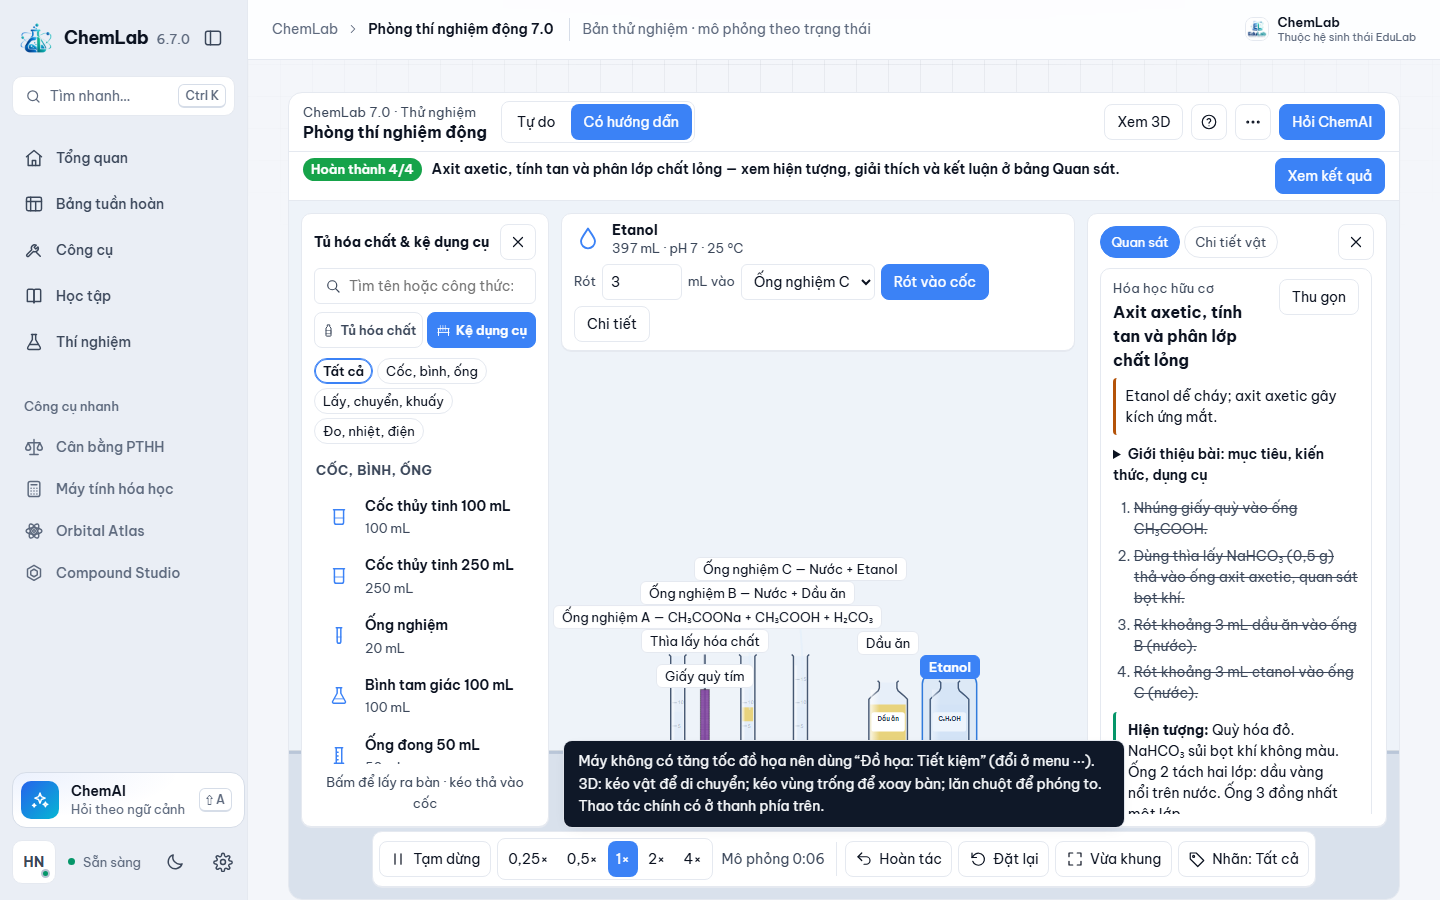 ChemLab 6.7.0
Tìm nhanh... Ctrl K
Tổng quan
Bảng tuần hoàn
Công cụ
Học tập
Thí nghiệm
Công cụ nhanh
Cân bằng PTHH
Máy tính hóa học
Orbital Atlas
Compound Studio
ChemAI
Hỏi theo ngữ cảnh
⇧ A
HN
Sẵn sàng
ChemLab > Phòng thí nghiệm động 7.0
Bản thử nghiệm · mô phỏng theo trạng thái
ChemLab
Thuộc hệ sinh thái EduLab
ChemLab 7.0 · Thử nghiệm
Phòng thí nghiệm động
Tự do
Có hướng dẫn
Xem 3D
Hỏi ChemAI
Hoàn thành 4/4
Axit axetic, tính tan và phân lớp chất lỏng — xem hiện tượng, giải thích và kết luận ở bảng Quan sát.
Xem kết quả
Tủ hóa chất & kệ dụng cụ
Tìm tên hoặc công thức:
Tủ hóa chất
Kệ dụng cụ
Tất cả
Cốc, bình, ống
Lấy, chuyển, khuấy
Đo, nhiệt, điện
CỐC, BÌNH, ỐNG
Cốc thủy tinh 100 mL
100 mL
Cốc thủy tinh 250 mL
250 mL
Ống nghiệm
20 mL
Bình tam giác 100 mL
100 mL
Ống đong 50 mL
Bấm để lấy ra bàn · kéo thả vào
cốc
Etanol
397 mL · pH 7 · 25 °C
Rót 3 mL vào Ống nghiệm C Rót vào cốc
Chi tiết
Ống nghiệm C — Nước + Etanol
Ống nghiệm B — Nước + Dầu ăn
Ống nghiệm A — CH₃COONa + CH₃COOH + H₂CO₃
Thìa lấy hóa chất
Dầu ăn
Giấy quỳ tím
Etanol
Dầu ăn
C₂H₅OH
Máy không có tăng tốc đồ họa nên dùng “Đồ họa: Tiết kiệm” (đổi ở menu ···).
3D: kéo vật để di chuyển; kéo vùng trống để xoay bàn; lăn chuột để phóng to.
Thao tác chính có ở thanh phía trên.
Quan sát
Chi tiết vật
Hóa học hữu cơ
Axit axetic, tính
tan và phân lớp
chất lỏng
Thu gọn
Etanol dễ cháy; axit axetic gây
kích ứng mắt.
Giới thiệu bài: mục tiêu, kiến
thức, dụng cụ
1. Nhúng giấy quỳ vào ống
CH₃COOH.
2. Dùng thìa lấy NaHCO₃ (0,5 g)
thả vào ống axit axetic, quan sát
bọt khí.
3. Rót khoảng 3 mL dầu ăn vào ống
B (nước).
4. Rót khoảng 3 mL etanol vào ống
C (nước).
Hiện tượng: Quỳ hóa đỏ.
NaHCO₃ sủi bọt khí không màu.
Ống 2 tách hai lớp: dầu vàng
nổi trên nước. Ống 3 đồng nhất
một lớp
Tạm dừng
0,25×
0,5×
1×
2×
4×
Mô phỏng 0:06
Hoàn tác
Đặt lại
Vừa khung
Nhãn: Tất cả